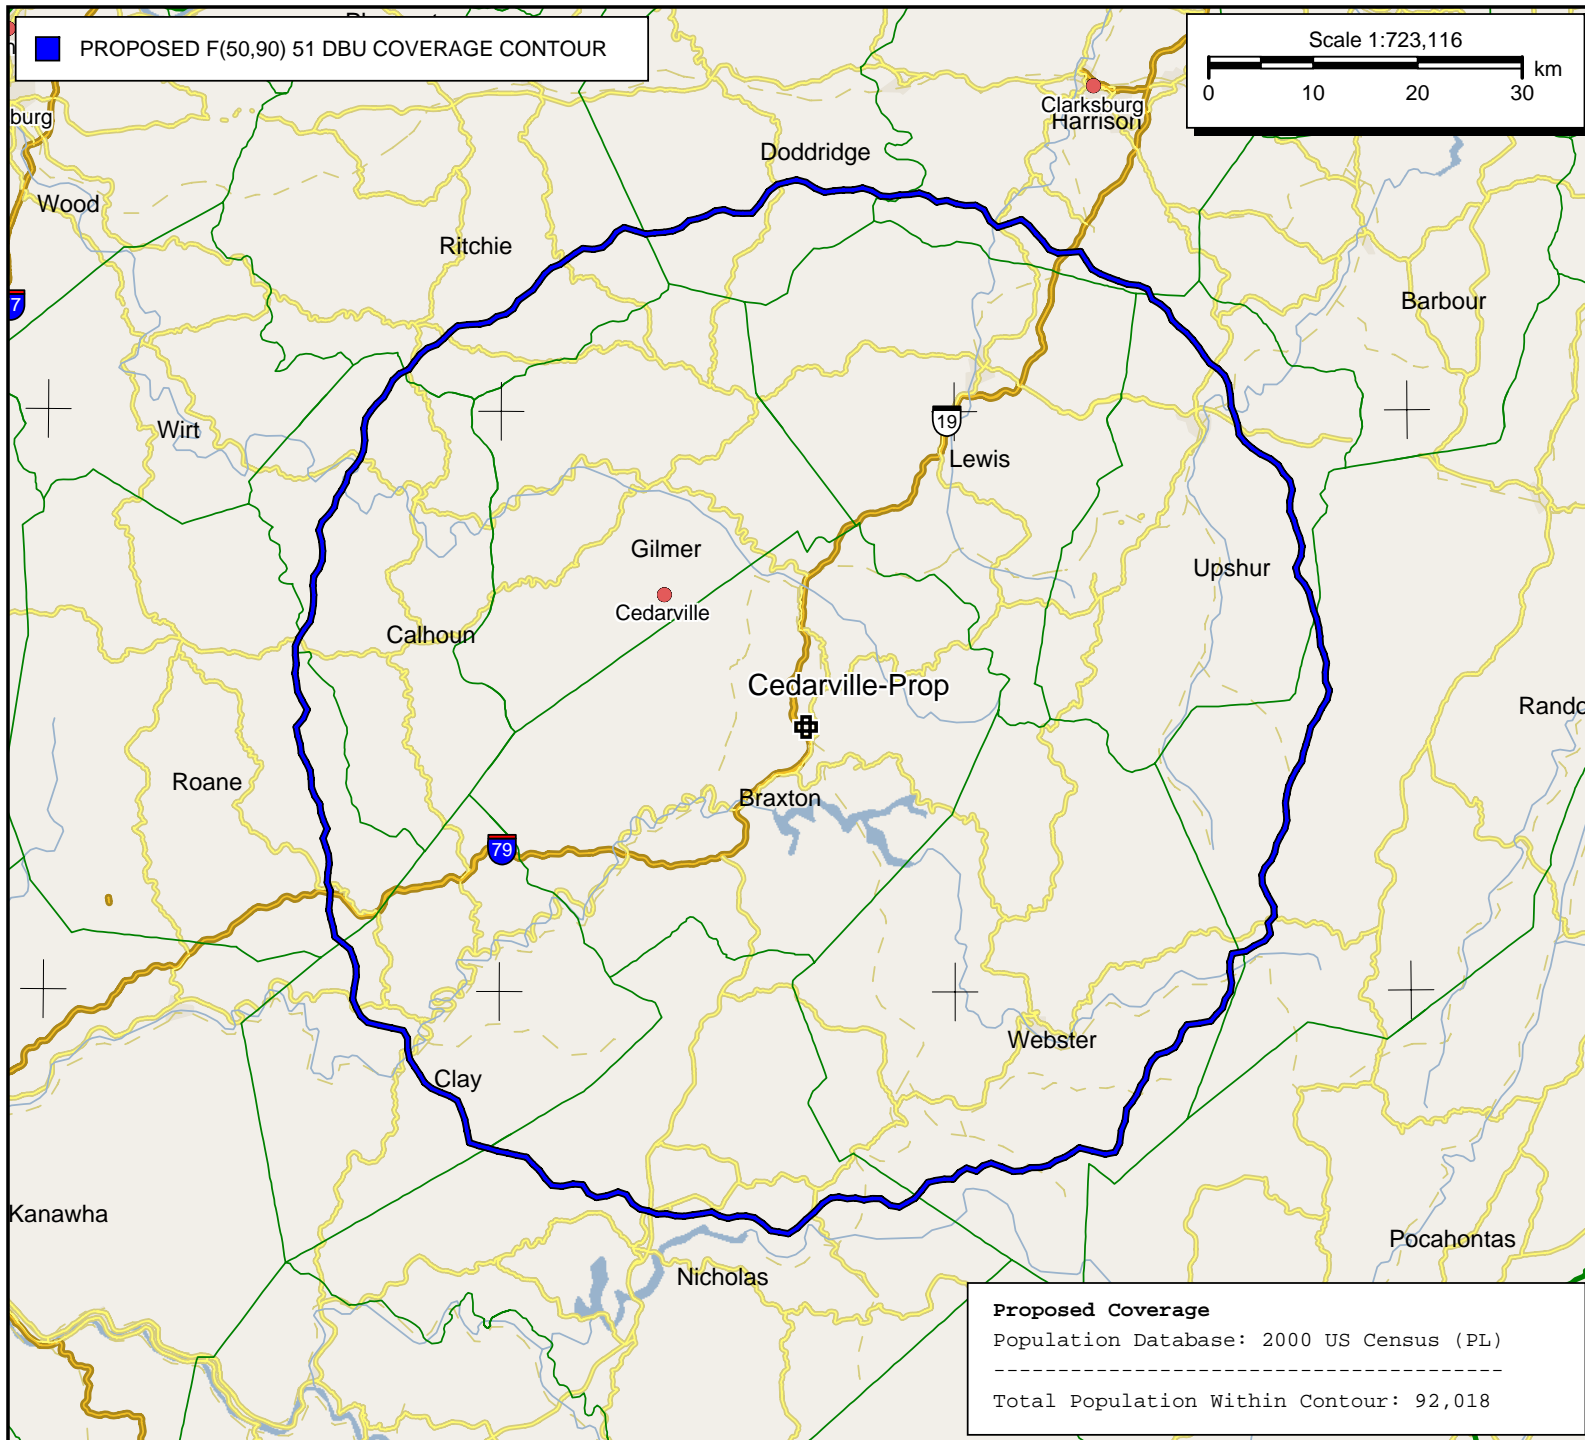 PROPOSED F(50,90) 51 DBU COVERAGE CONTOUR
Scale 1:723,116
km
0 10 20 30
Clarksburg
Harrison
burg
Doddridge
Wood
Ritchie
7
Barbour
Wirt
19
Lewis
Gilmer
Upshur
Cedarville
Calhoun
Cedarville-Prop
Rando
Roane
Braxton
79
Webster
Clay
Kanawha
Pocahontas
Nicholas
Proposed Coverage
Population Database: 2000 US Census (PL)
---------------------------------------
Total Population Within Contour: 92,018